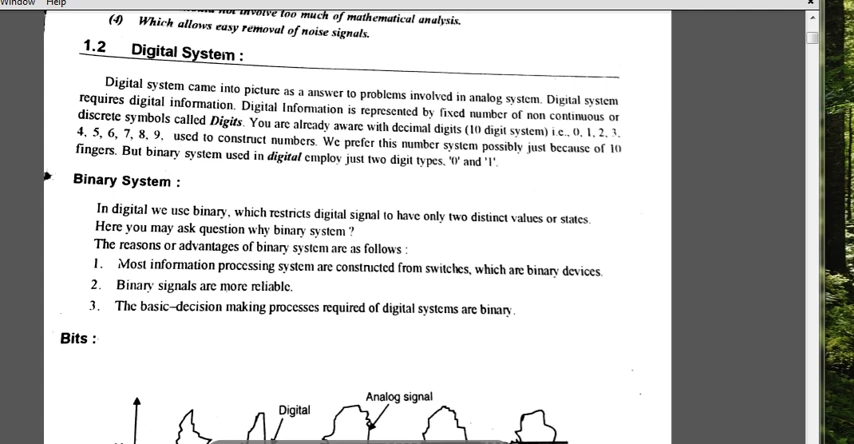 Window Help
not involve too much of mathematical analysis.
(4) Which allows easy removal of noise signals.
1.2 Digital System :
Digital system came into picture as a answer to problems involved in analog system. Digital system
requires digital information. Digital Information is represented by fixed number of non continuous or
discrete symbols called Digits. You are already aware with decimal digits (10 digit system) i.e., 0, 1, 2, 3,
4, 5, 6, 7, 8, 9, used to construct numbers. We prefer this number system possibly just because of 10
fingers. But binary system used in digital employ just two digit types, '0' and '1'.
Binary System :
In digital we use binary, which restricts digital signal to have only two distinct values or states.
Here you may ask question why binary system ?
The reasons or advantages of binary system are as follows :
1. Most information processing system are constructed from switches, which are binary devices.
2. Binary signals are more reliable.
3. The basic–decision making processes required of digital systems are binary.
Bits :
Analog signal
Digital